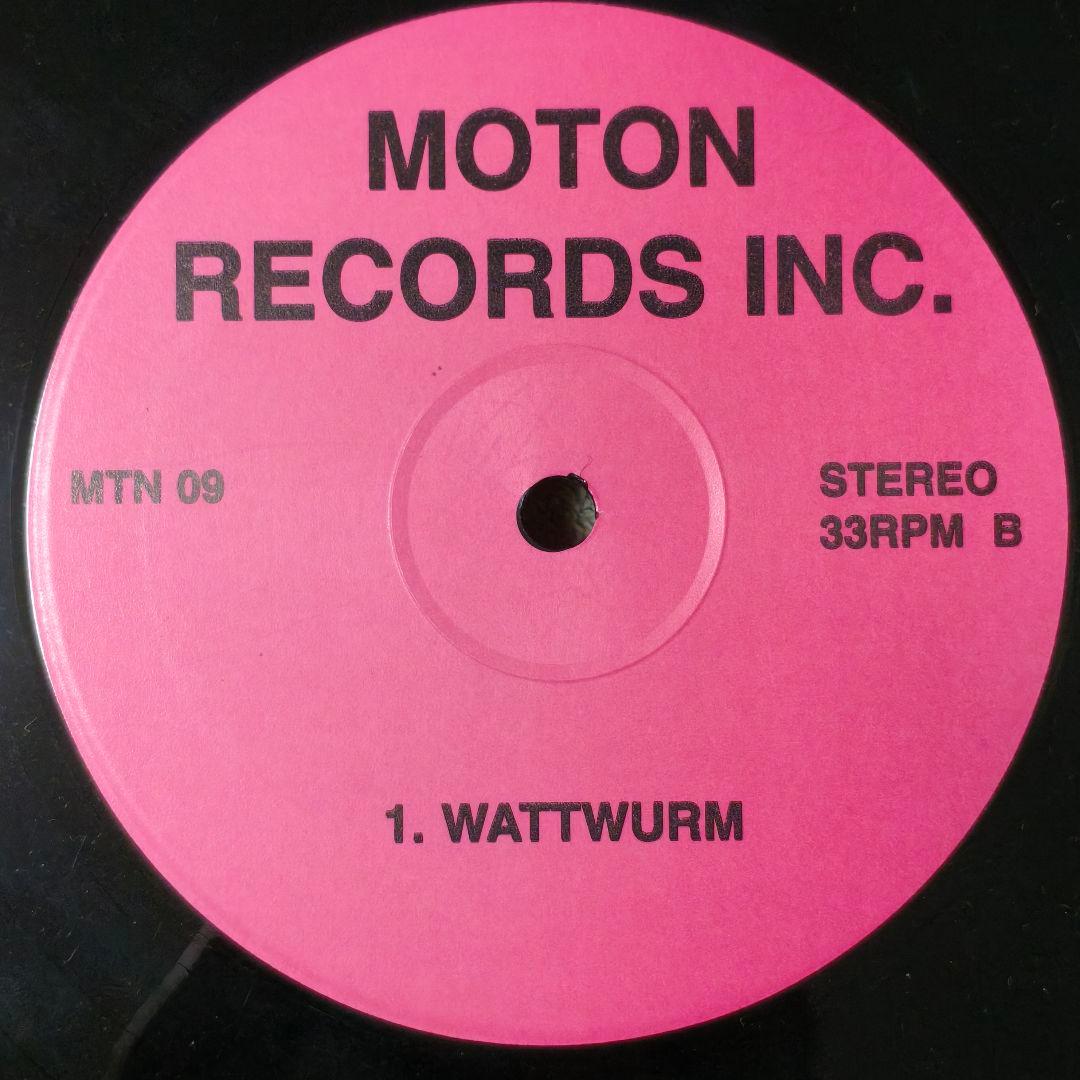 MOTON
RECORDS INC.
MTN 09
STEREO
33RPM B
1. WATTWURM